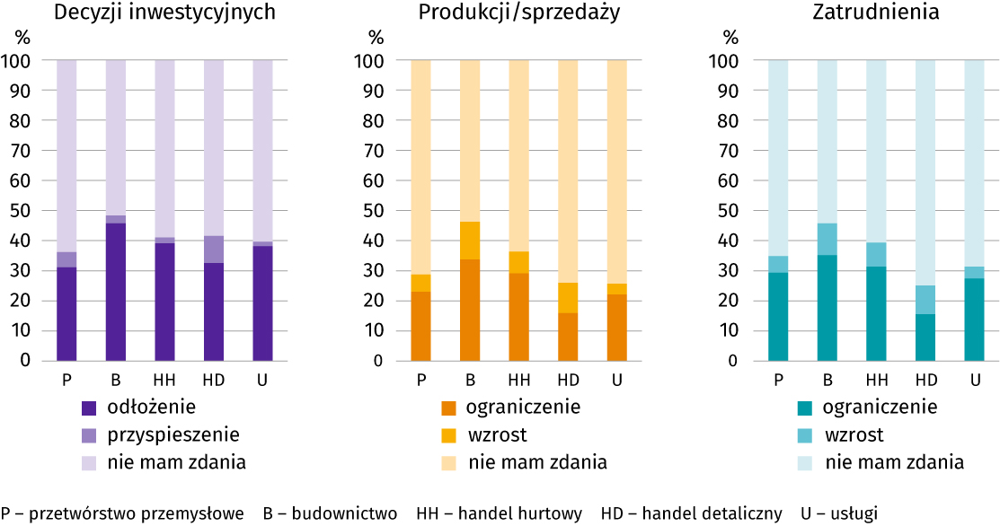 Decyzji inwestycyjnych
%
100
90
80
70
60
50
40
30
20
10
0
P B HH HD U
odłożenie
przyspieszenie
nie mam zdania
Produkcji/sprzedaży
%
100
90
80
70
60
50
40
30
20
10
0
P B HH HD U
ograniczenie
wzrost
nie mam zdania
Zatrudnienia
%
100
90
80
70
60
50
40
30
20
10
0
P B HH HD U
ograniczenie
wzrost
nie mam zdania
P – przetwórstwo przemysłowe B – budownictwo HH – handel hurtowy HD – handel detaliczny U – usługi